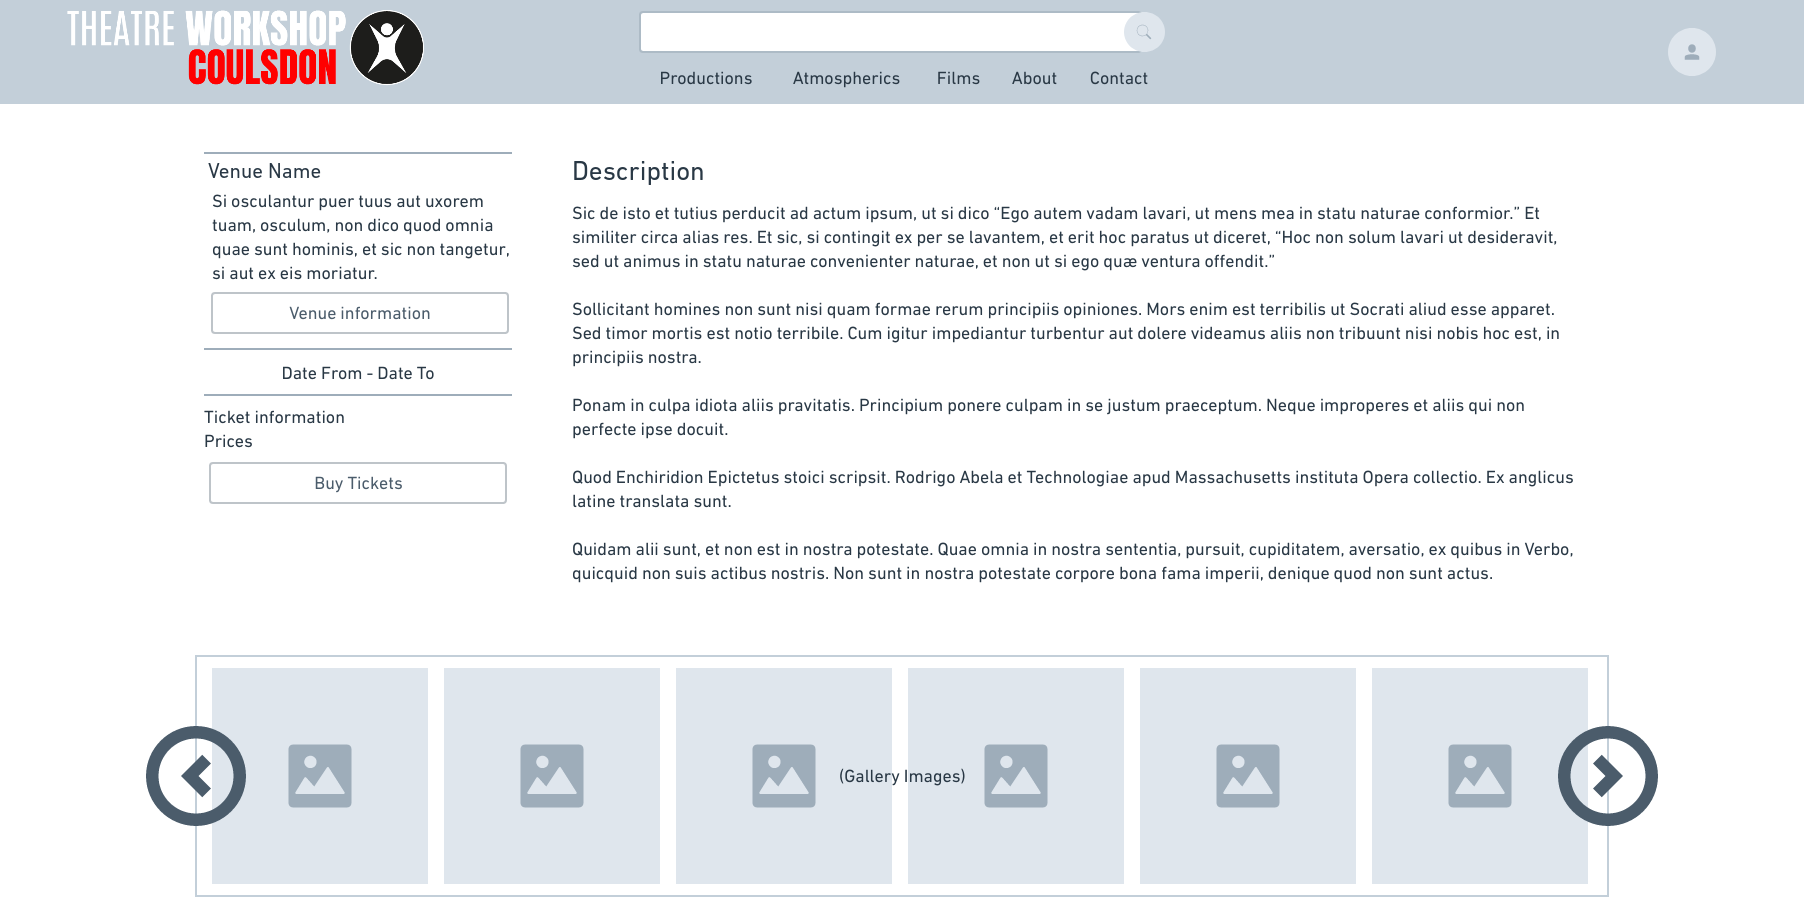 THEATRE WORKSHOP
COULSDON
Productions Atmospherics Films About Contact
Venue Name
Si osculantur puer tuus aut uxorem
tuam, osculum, non dico quod omnia
quae sunt hominis, et sic non tangetur,
si aut ex eis moriatur.
Venue information
Date From - Date To
Ticket information
Prices
Buy Tickets
Description
Sic de isto et tutius perducit ad actum ipsum, ut si dico “Ego autem vadam lavari, ut mens mea in statu naturae conformior.” Et
similiter circa alias res. Et sic, si contingit ex per se lavantem, et erit hoc paratus ut diceret, “Hoc non solum lavari ut desideravit,
sed ut animus in statu naturae convenienter naturae, et non ut si ego quæ ventura offendit.”
Sollicitant homines non sunt nisi quam formae rerum principiis opiniones. Mors enim est terribilis ut Socrati aliud esse apparet.
Sed timor mortis est notio terribile. Cum igitur impediantur turbentur aut dolere videamus aliis non tribuunt nisi nobis hoc est, in
principiis nostra.
Ponam in culpa idiota aliis pravitatis. Principium ponere culpam in se justum praeceptum. Neque improperes et aliis qui non
perfecte ipse docuit.
Quod Enchiridion Epictetus stoici scripsit. Rodrigo Abela et Technologiae apud Massachusetts instituta Opera collectio. Ex anglicus
latine translata sunt.
Quidam alii sunt, et non est in nostra potestate. Quae omnia in nostra sententia, pursuit, cupiditatem, aversatio, ex quibus in Verbo,
quicquid non suis actibus nostris. Non sunt in nostra potestate corpore bona fama imperii, denique quod non sunt actus.
(Gallery Images)